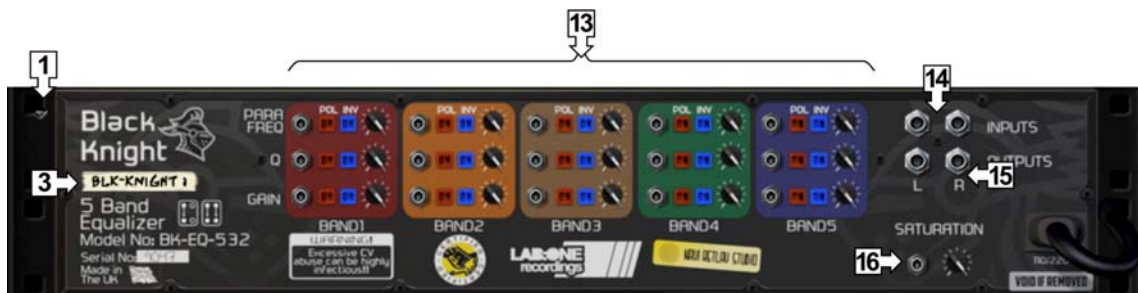 13
1
14
Black
Knight
PARA
FREQ
POL INV
POL INV
POL INV
POL INV
POL INV
INPUTS
Q
OUTPUTS
3
BLK-KNIGHT 1
L
R
15
GAIN
5 Band
Equalizer
Model No: BK-EQ-532
BAND1
BAND2
BAND3
BAND4
BAND5
SATURATION
Serial No:
Made in
The UK
WARNING!
Excessive CV
abuse can be highly
infectious!!
LAB:ONE
recordings
16
110/220
VOID IF REMOVED